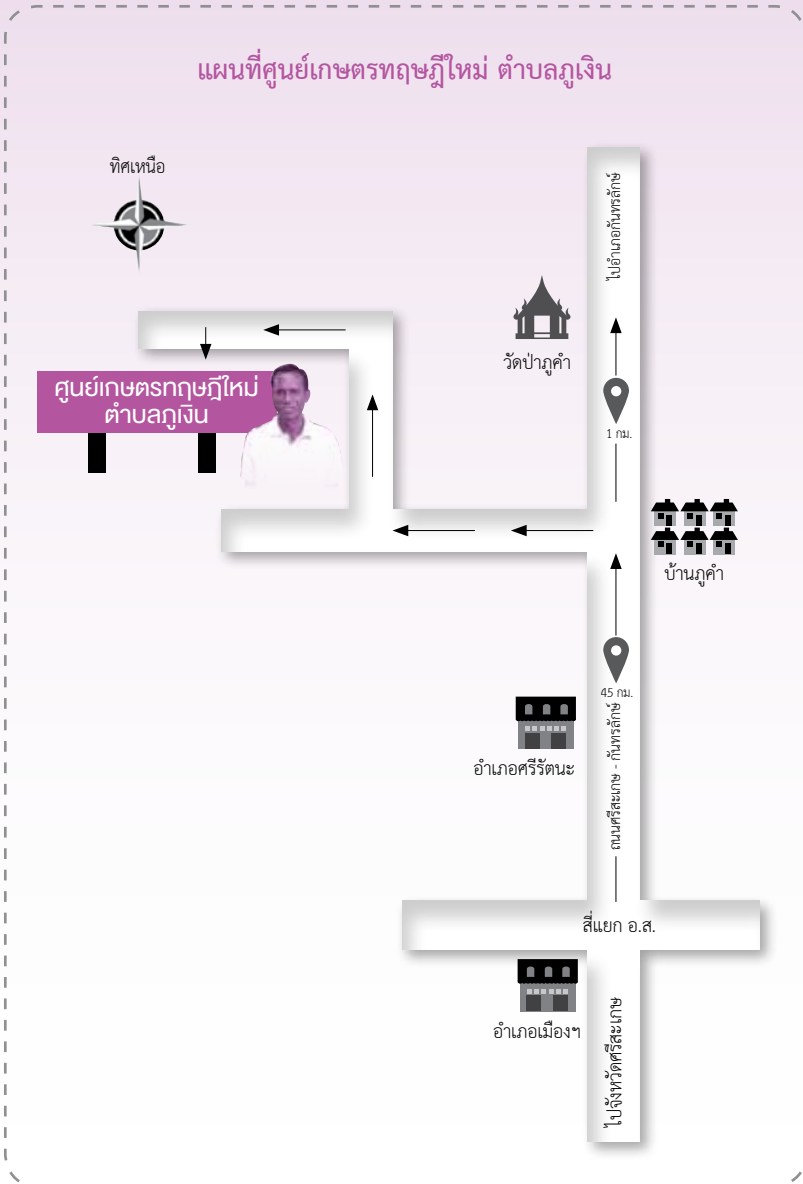 แผนที่ศูนย์เกษตรทฤษฎีใหม่ ตำบลภูเงิน
ทิศเหนือ
ไปอำเภอกันทรลักษ์
วัดป่าภูคำ
ศูนย์เกษตรทฤษฎีใหม่
ตำบลภูเงิน
1 กม.
บ้านภูคำ
45 กม.
ถนนศรีสะเกษ - กันทรลักษ์
อำเภอศรีรัตนะ
สี่แยก อ.ส.
อำเภอเมืองฯ
ไปจังหวัดศรีสะเกษ